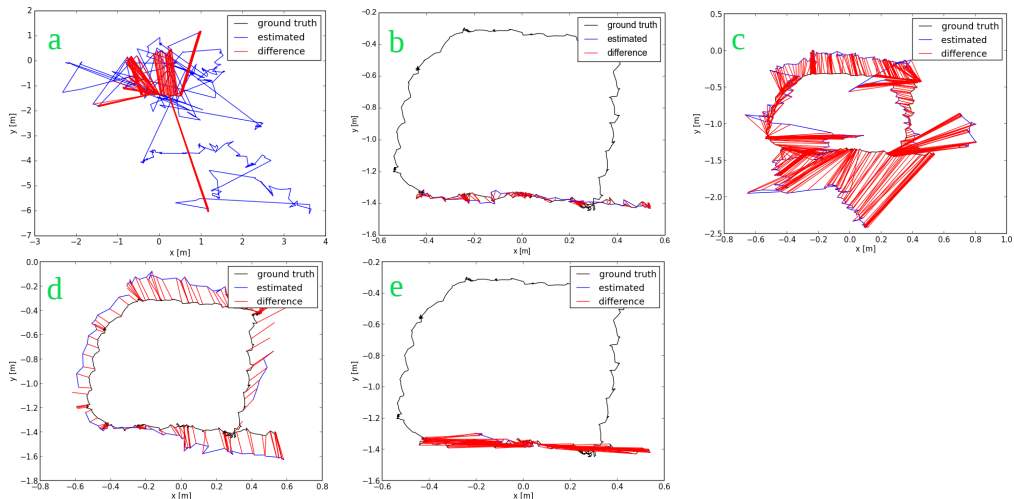 a
ground truth
estimated
difference
2
1
0
−1
−2
−3
−4
−5
−6
−7
y [m]
−3 −2 −1 0 1 2 3 4
x [m]
b
ground truth
estimated
difference
−0.2
−0.4
−0.6
−0.8
−1.0
−1.2
−1.4
−1.6
y [m]
−0.6 −0.4 −0.2 0.0 0.2 0.4 0.6
x [m]
c
ground truth
estimated
difference
0.5
0.0
−0.5
−1.0
−1.5
−2.0
−2.5
y [m]
−0.8 −0.6 −0.4 −0.2 0.0 0.2 0.4 0.6 0.8 1.0
x [m]
d
ground truth
estimated
difference
0.0
−0.2
−0.4
−0.6
−0.8
−1.0
−1.2
−1.4
−1.6
−1.8
y [m]
−0.8 −0.6 −0.4 −0.2 0.0 0.2 0.4 0.6 0.8
x [m]
e
ground truth
estimated
difference
−0.2
−0.4
−0.6
−0.8
−1.0
−1.2
−1.4
−1.6
y [m]
−0.6 −0.4 −0.2 0.0 0.2 0.4 0.6
x [m]